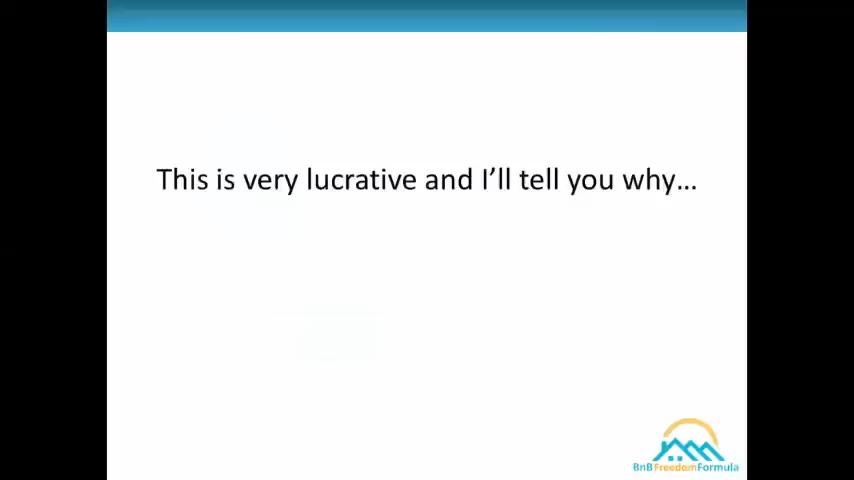 This is very lucrative and I’ll tell you why…
BnBFreedomFormula